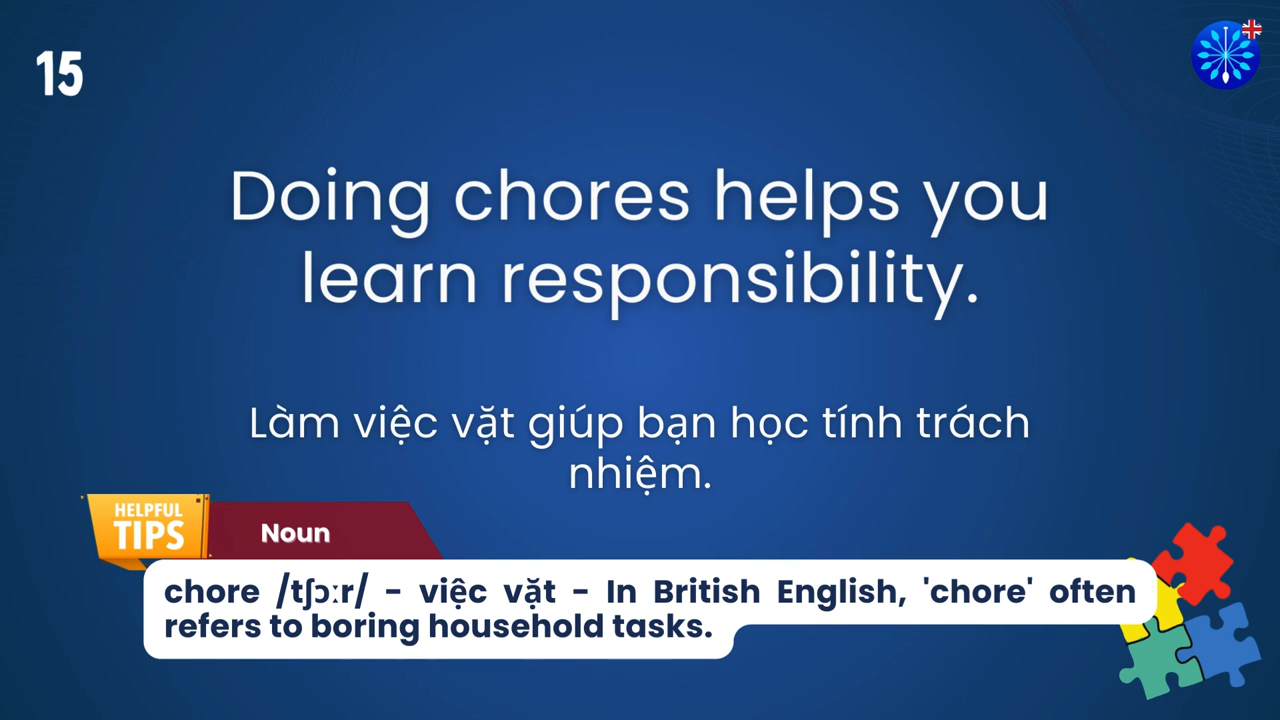 15
Doing chores helps you
learn responsibility.
Làm việc vặt giúp bạn học tính trách
nhiệm.
HELPFUL
TIPS
Noun
chore /tʃɔːr/ - việc vặt - In British English, 'chore' often
refers to boring household tasks.